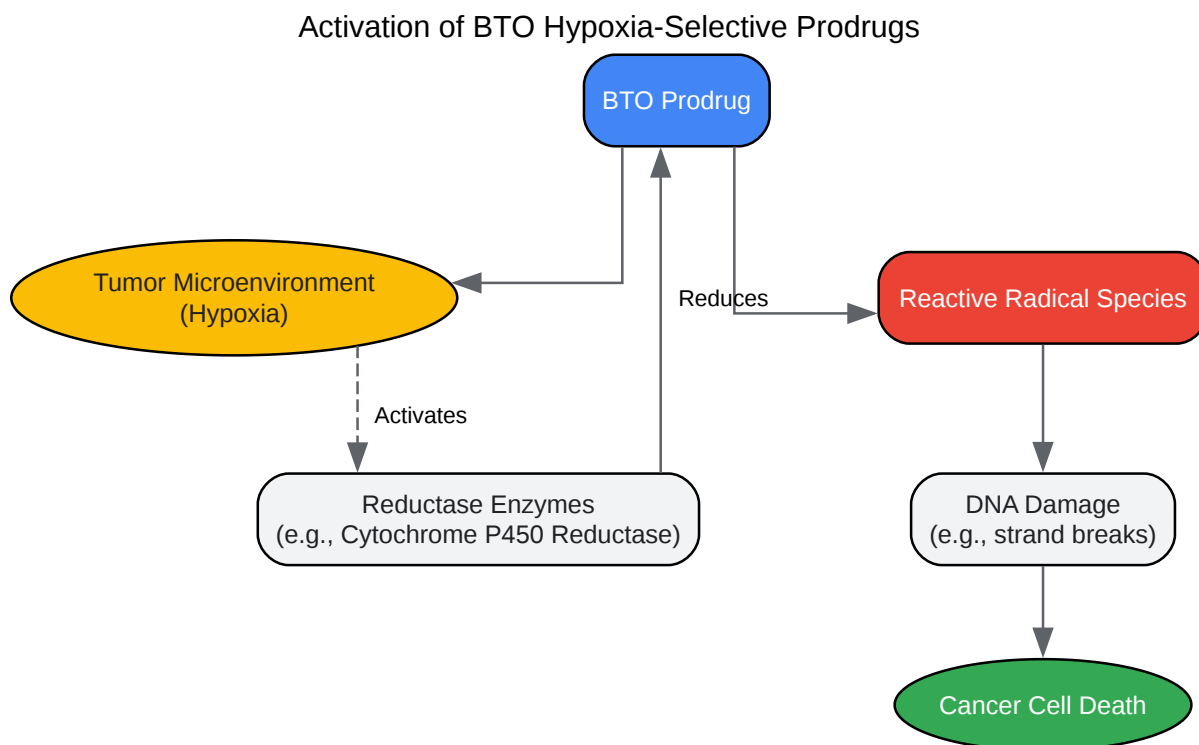 Activation of BTO Hypoxia-Selective Prodrugs
BTO Prodrug
Tumor Microenvironment
(Hypoxia)
Reduces
Reactive Radical Species
Activates
Reductase Enzymes
(e.g., Cytochrome P450 Reductase)
DNA Damage
(e.g., strand breaks)
Cancer Cell Death